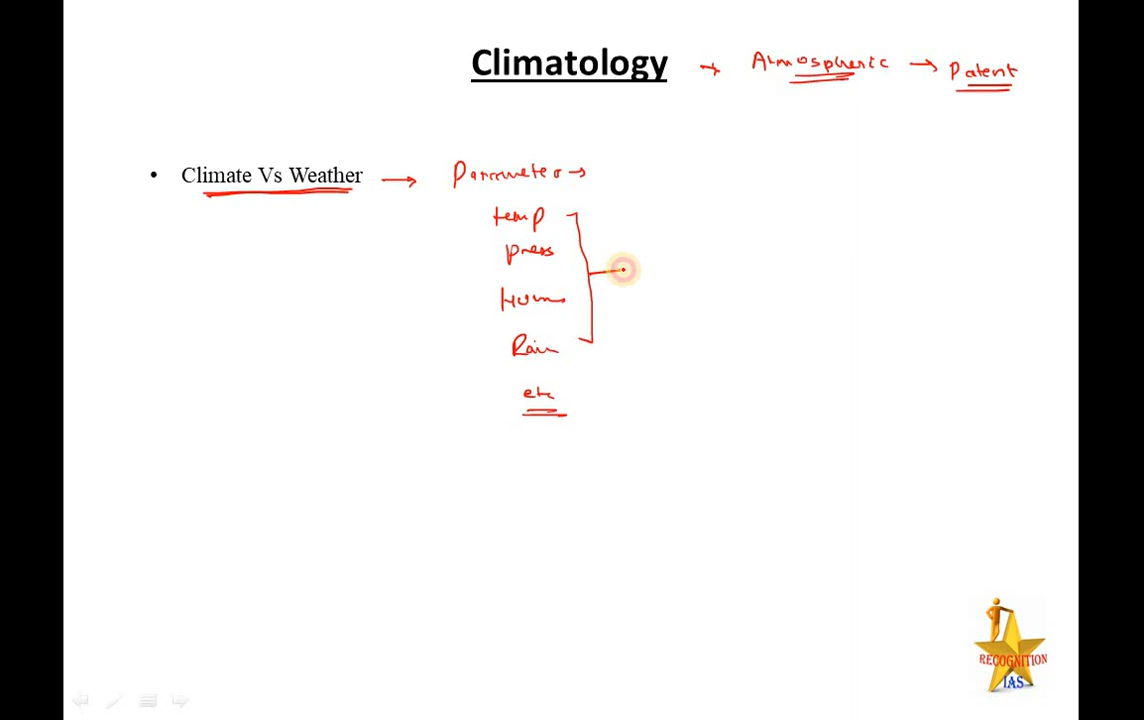 Climatology → Atmospheric → Patent
• Climate Vs Weather → Parameter →
temp
press
Hum
Rain
etc
RECOGNITION
IAS